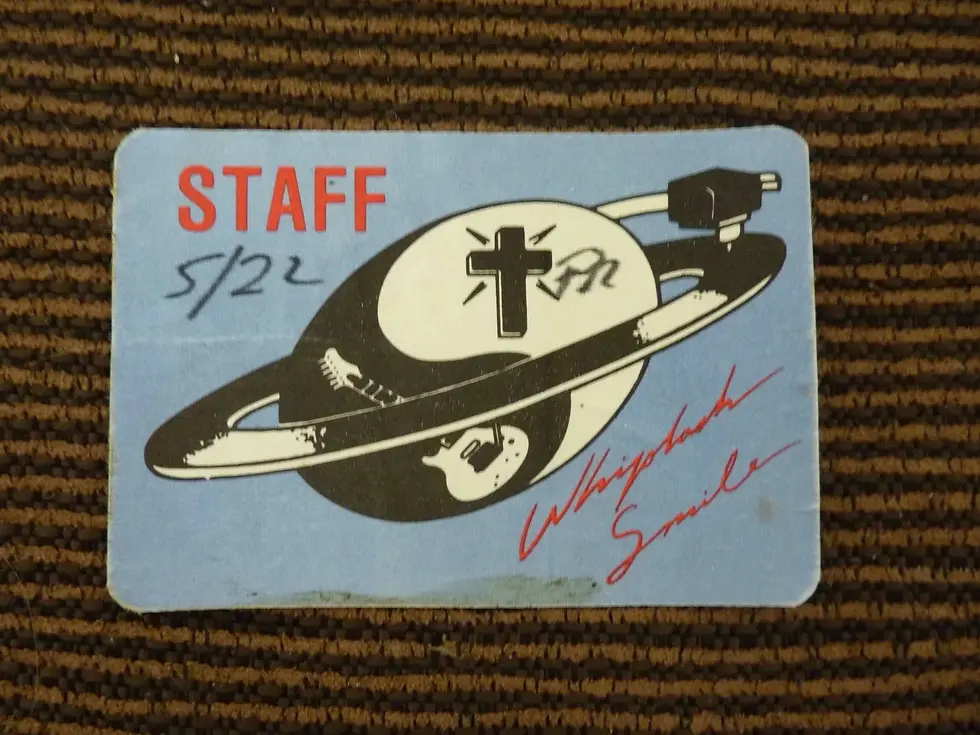 STAFF
5/22
Whiplash
Smile